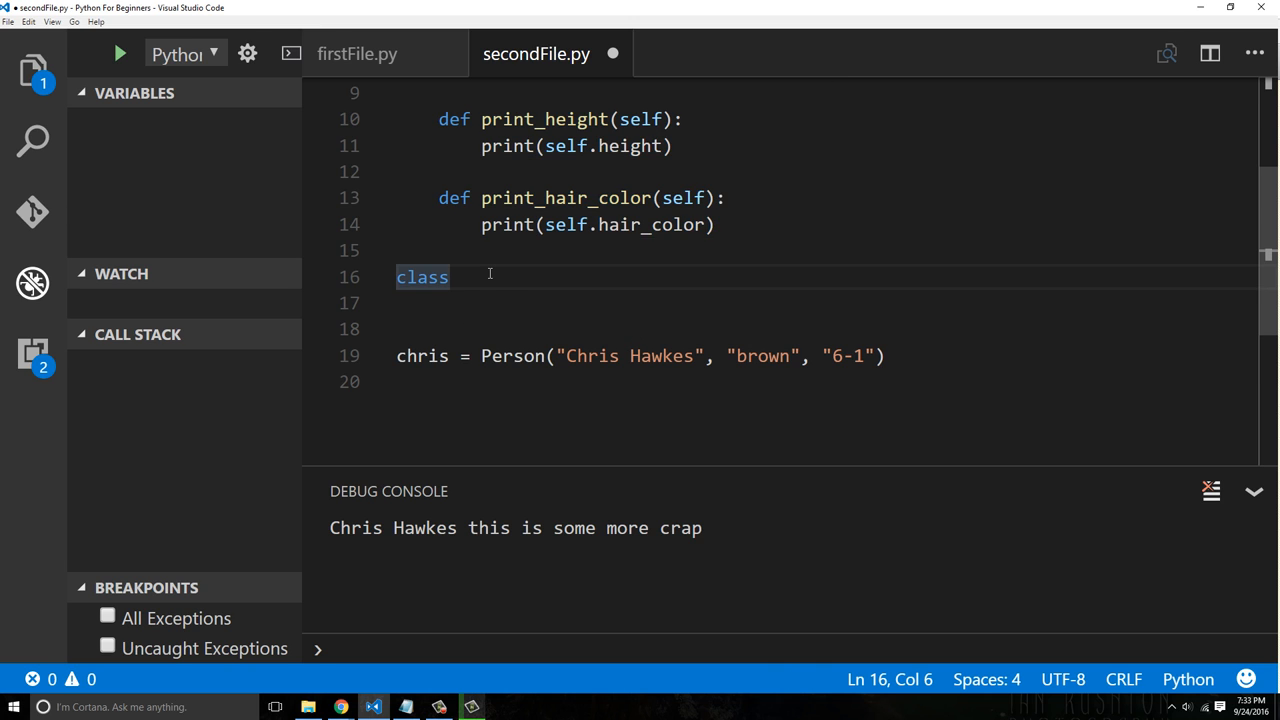 secondFile.py - Python For Beginners - Visual Studio Code
File Edit View Go Help
1
Python
firstFile.py
secondFile.py
VARIABLES
WATCH
CALL STACK
2
BREAKPOINTS
All Exceptions
Uncaught Exceptions
9
10 def print_height(self):
11 print(self.height)
12
13 def print_hair_color(self):
14 print(self.hair_color)
15
16 class
17
18
19 chris = Person("Chris Hawkes", "brown", "6-1")
20
DEBUG CONSOLE
Chris Hawkes this is some more crap
0 0
Ln 16, Col 6 Spaces: 4 UTF-8 CRLF Python
I'm Cortana. Ask me anything.
7:33 PM
9/24/2016